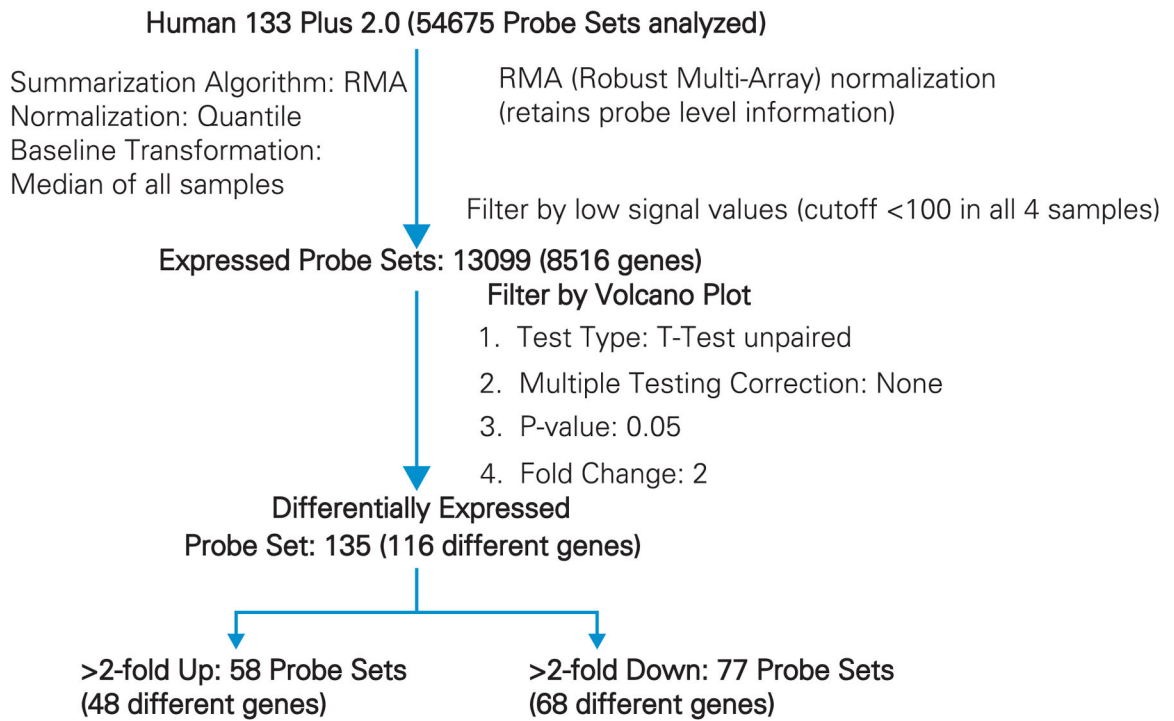 Human 133 Plus 2.0 (54675 Probe Sets analyzed)
Summarization Algorithm: RMA
Normalization: Quantile
Baseline Transformation:
Median of all samples
RMA (Robust Multi-Array) normalization
(retains probe level information)
Filter by low signal values (cutoff <100 in all 4 samples)
Expressed Probe Sets: 13099 (8516 genes)
Filter by Volcano Plot
1. Test Type: T-Test unpaired
2. Multiple Testing Correction: None
3. P-value: 0.05
4. Fold Change: 2
Differentially Expressed
Probe Set: 135 (116 different genes)
>2-fold Up: 58 Probe Sets
(48 different genes)
>2-fold Down: 77 Probe Sets
(68 different genes)